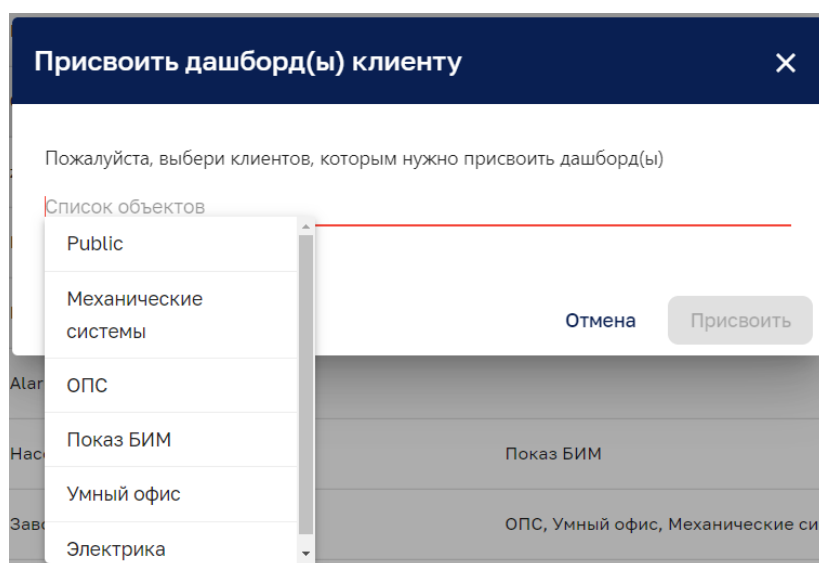 Присвоить дашборд(ы) клиенту
Пожалуйста, выбери клиентов, которым нужно присвоить дашборд(ы)
Список объектов
Public
Механические
системы
Отмена
Присвоить
ОПС
Показ БИМ
Показ БИМ
Умный офис
ОПС, Умный офис, Механические
Электрика